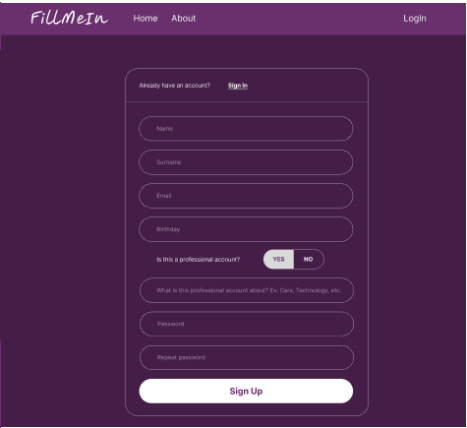 FillMeIn Home About LogIn
Already have an account? Sign In
Name
Surname
Email
Birthday
Is this a professional account? YES NO
What is this professional account about? Ex: Cars, Technology, etc.
Password
Repeat password
Sign Up